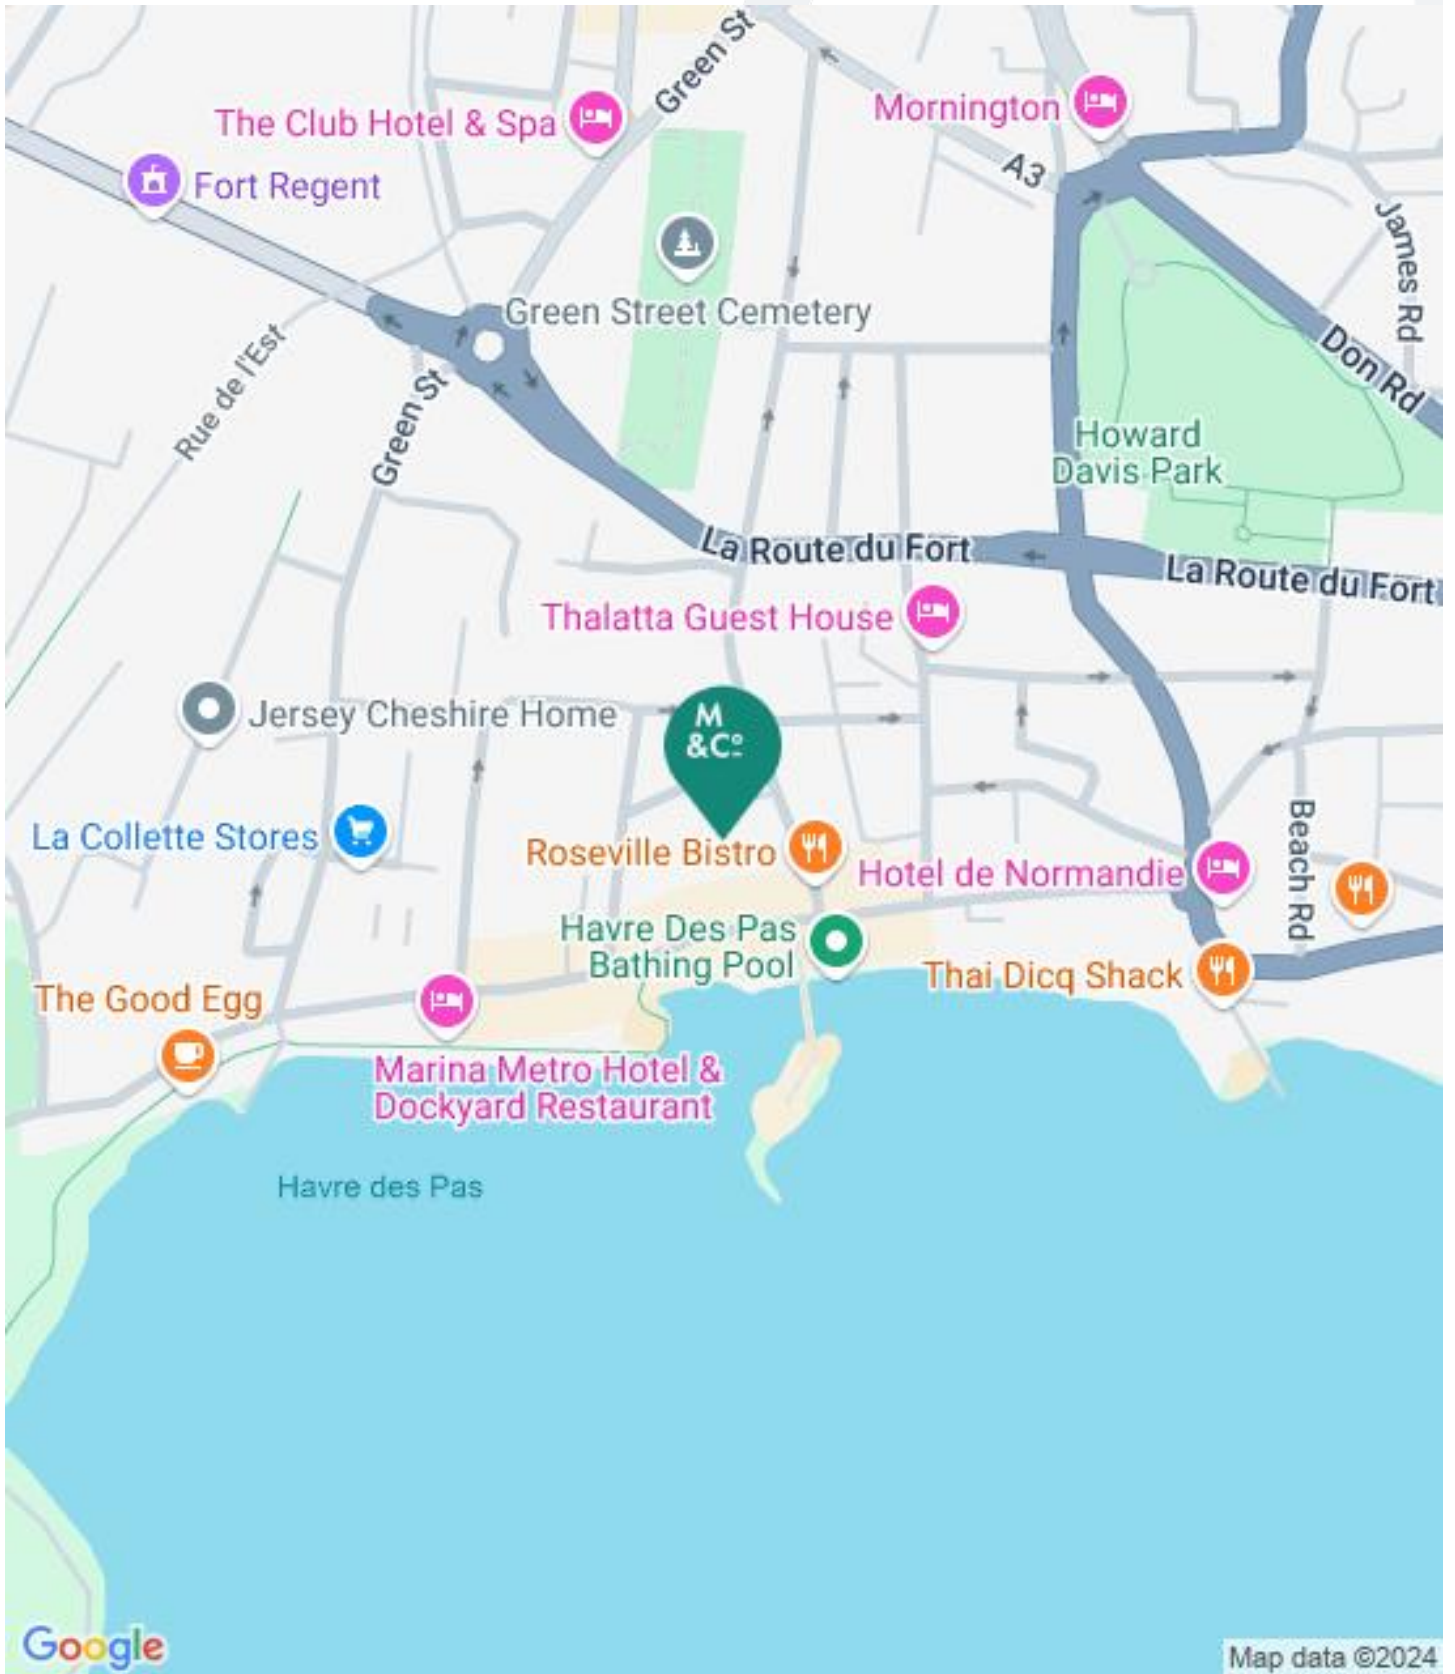 Green St
The Club Hotel & Spa
Mornington
A3
Fort Regent
James Rd
Green Street Cemetery
Rue de l'Est
Green St
Don Rd
Howard
Davis Park
La Route du Fort
La Route du Fort
Thalatta Guest House
Jersey Cheshire Home
M
&Cº
La Collette Stores
Roseville Bistro
Hotel de Normandie
Beach Rd
Havre Des Pas
Bathing Pool
Thai Dicq Shack
The Good Egg
Marina Metro Hotel &
Dockyard Restaurant
Havre des Pas
Google
Map data ©2024